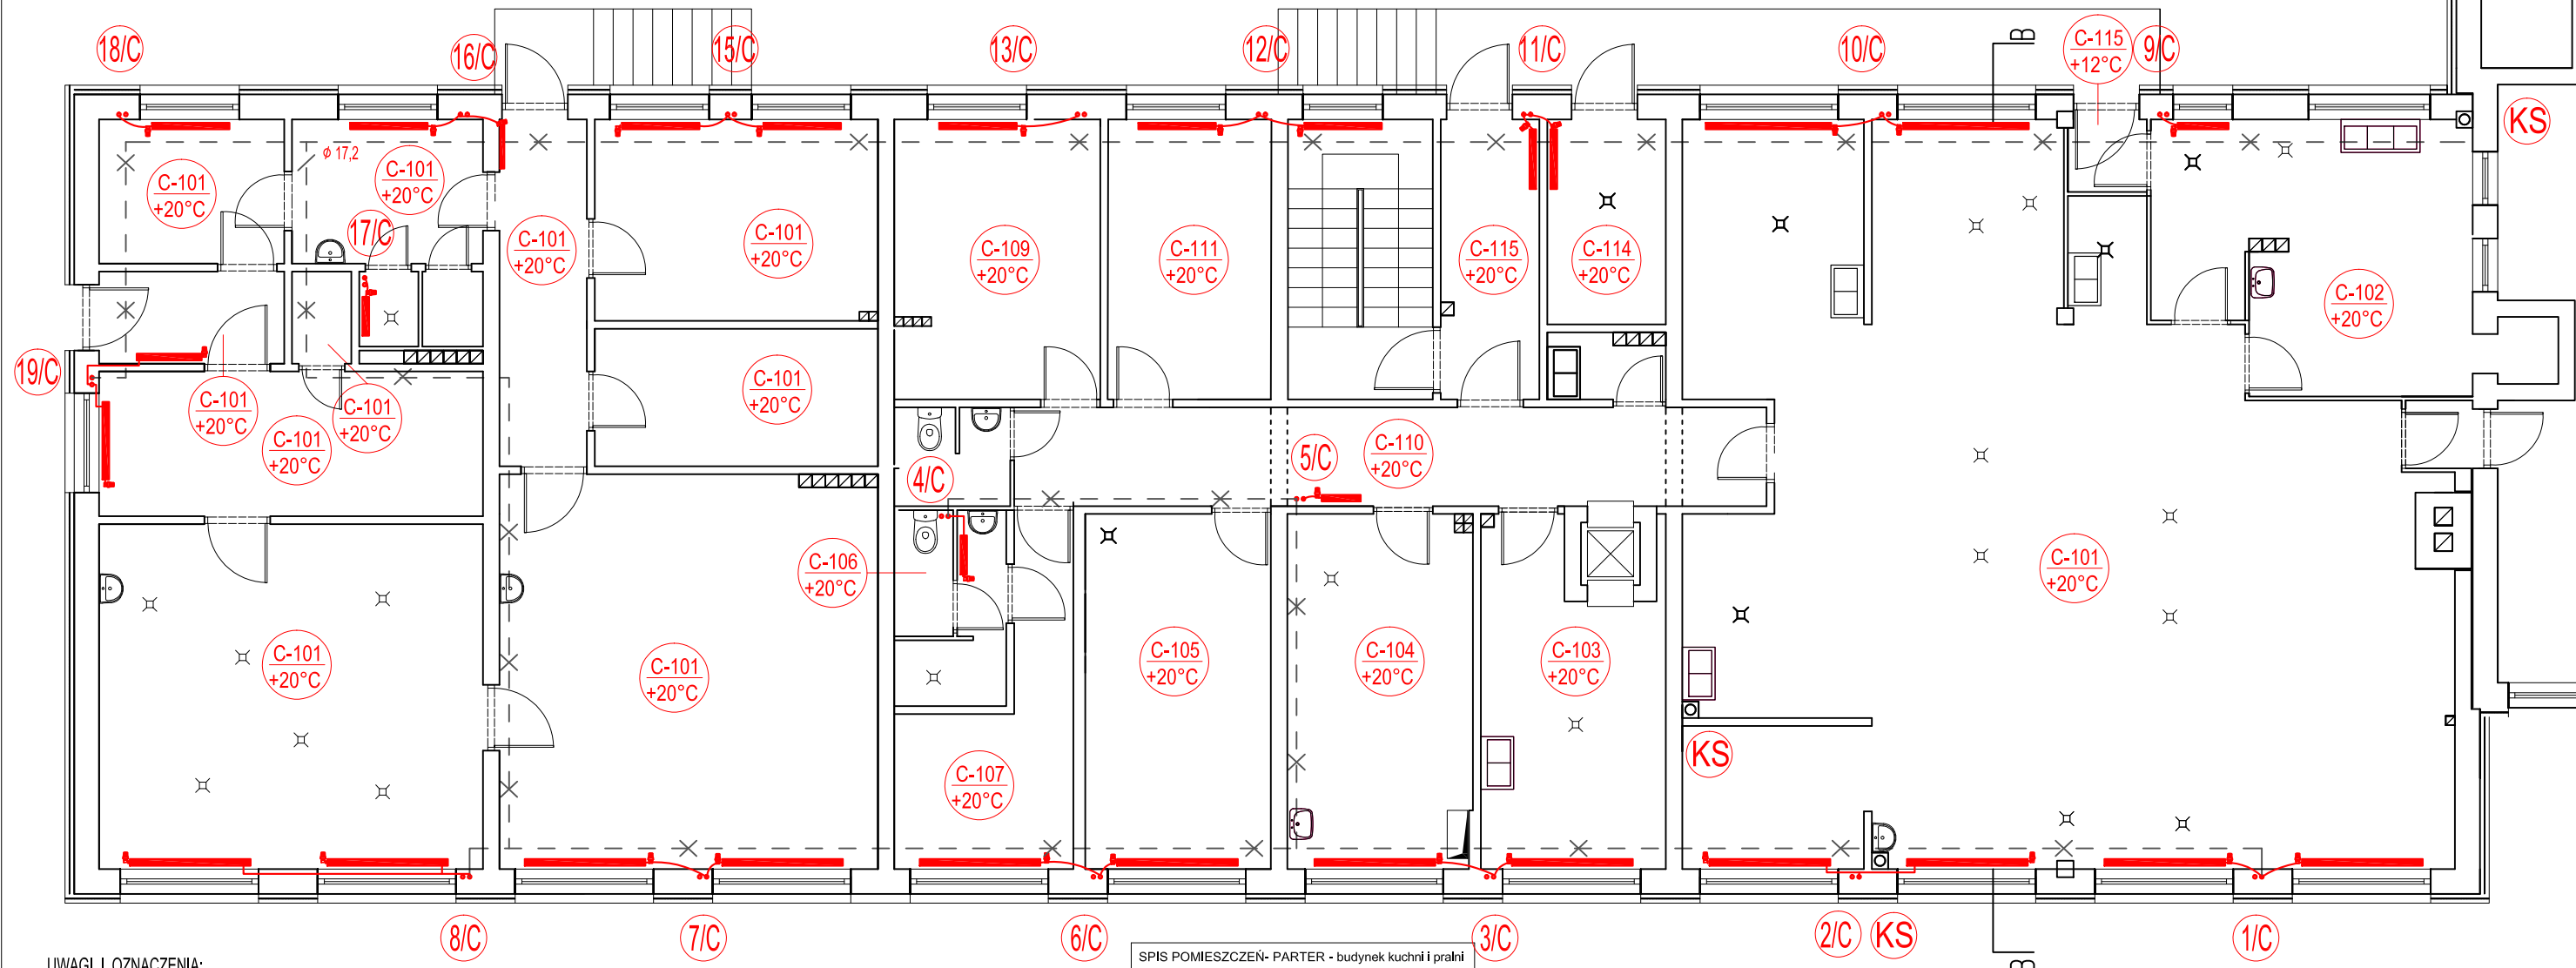 18/C
16/C
15/C
13/C
12/C
11/C
10/C
B
C-115
+12°C
9/C
KS
ϕ 17,2
C-101
+20°C
C-101
+20°C
17/C
C-101
+20°C
C-101
+20°C
C-109
+20°C
C-111
+20°C
C-115
+20°C
C-114
+20°C
C-102
+20°C
19/C
C-101
+20°C
C-101
+20°C
C-101
+20°C
C-101
+20°C
4/C
5/C
C-110
+20°C
C-106
+20°C
C-101
+20°C
C-101
+20°C
C-101
+20°C
C-105
+20°C
C-104
+20°C
C-103
+20°C
KS
C-107
+20°C
8/C
7/C
6/C
3/C
2/C
KS
1/C
B
SPIS POMIESZCZEŃ- PARTER - budynek kuchni i pralni
UWAGI I OZNACZENIA: